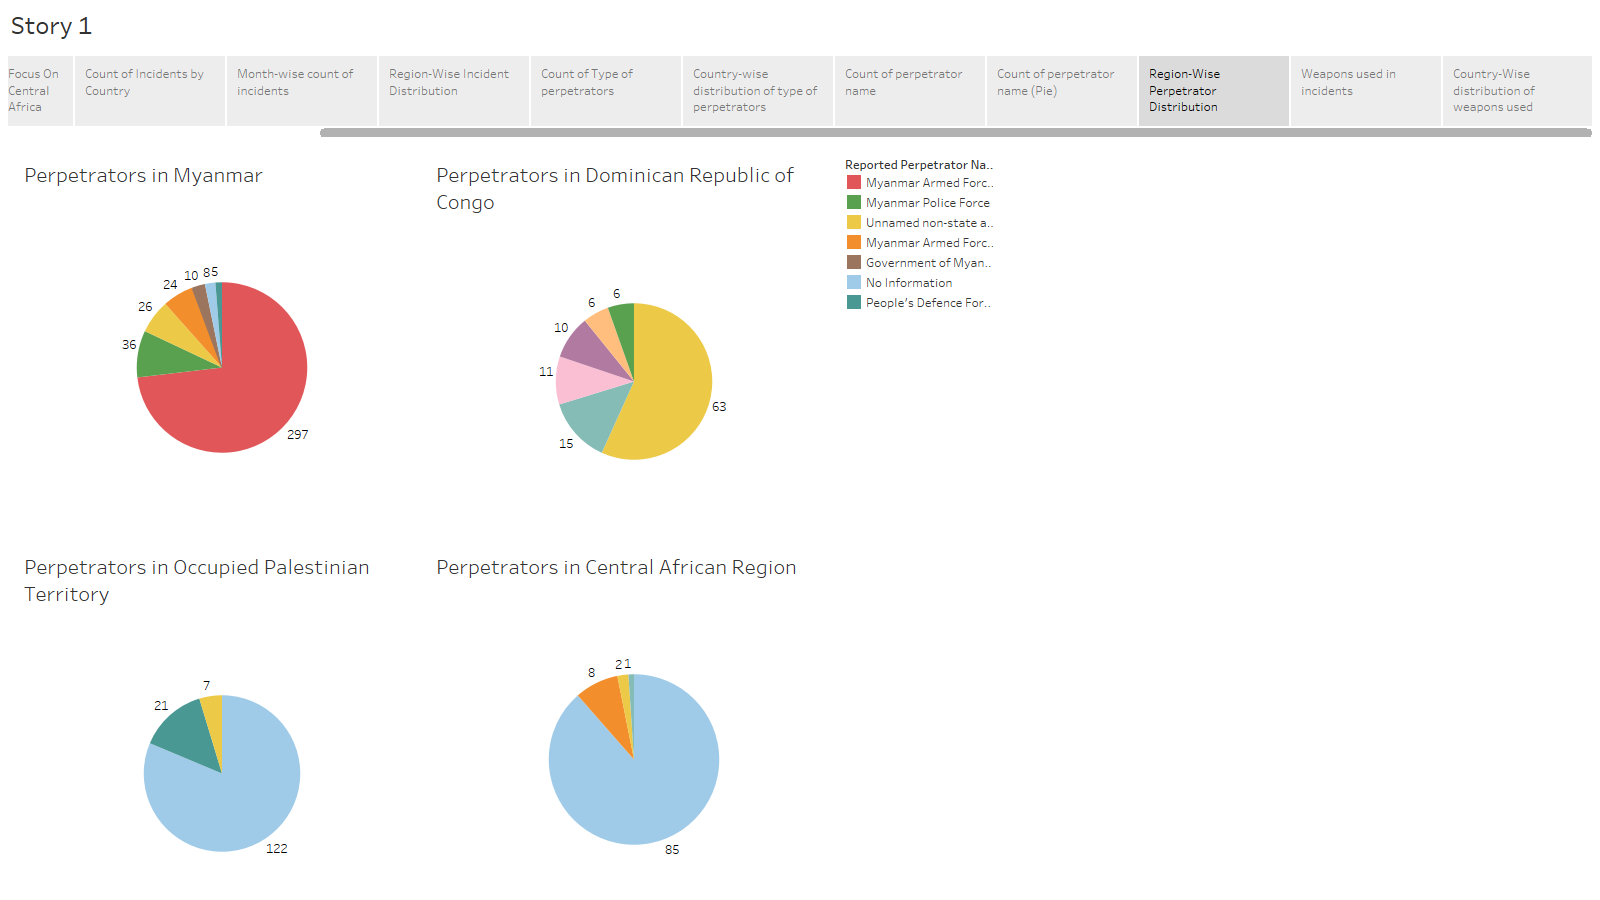 Story 1
Focus On
Central
Africa
Count of Incidents by
Country
Month-wise count of
incidents
Region-Wise Incident
Distribution
Count of Type of
perpetrators
Country-wise
distribution of type of
perpetrators
Count of perpetrator
name
Count of perpetrator
name (Pie)
Region-Wise
Perpetrator
Distribution
Weapons used in
incidents
Country-Wise
distribution of
weapons used
Perpetrators in Myanmar
85
10
24
26
36
297
Perpetrators in Dominican Republic of
Congo
6
6
10
11
63
15
Reported Perpetrator Na..
Myanmar Armed Forc..
Myanmar Police Force
Unnamed non-state a..
Myanmar Armed Forc..
Government of Myan..
No Information
People's Defence For..
Perpetrators in Occupied Palestinian
Territory
7
21
122
Perpetrators in Central African Region
21
8
85